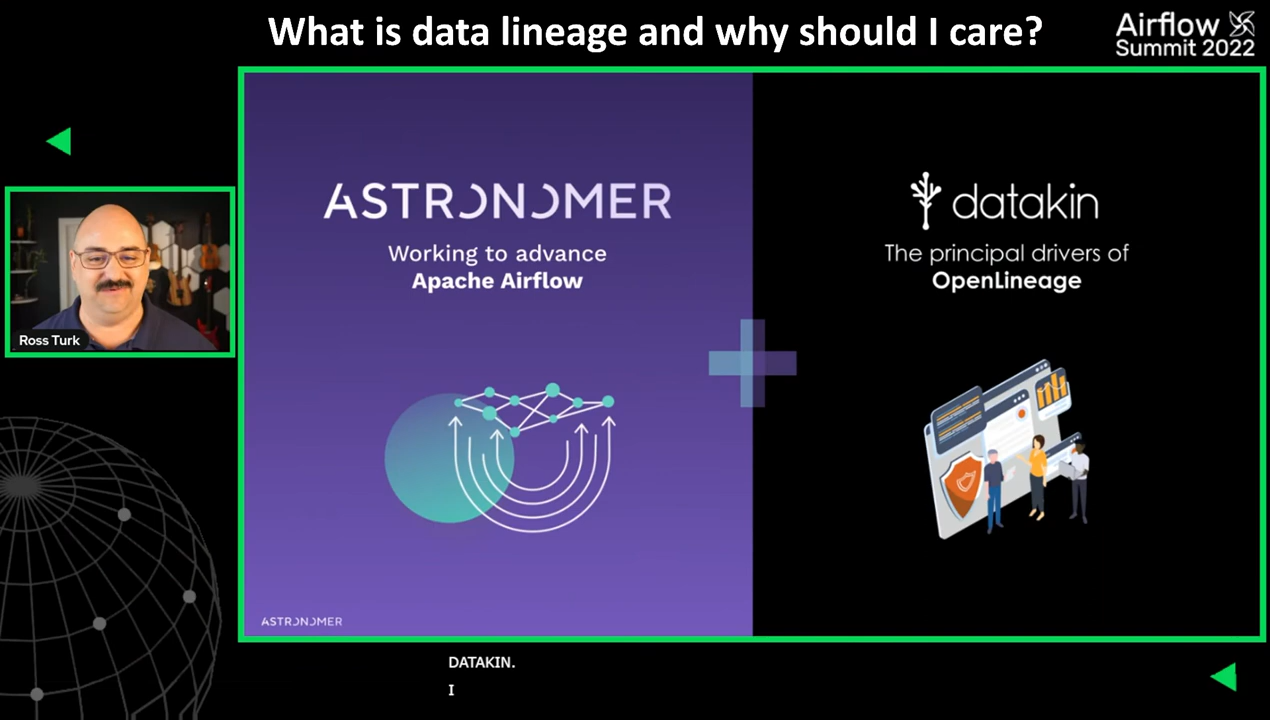 What is data lineage and why should I care?
Airflow
Summit 2022
ASTRONOMER
Working to advance
Apache Airflow
datakin
The principal drivers of
OpenLineage
Ross Turk
ASTRONOMER
DATAKIN.
I